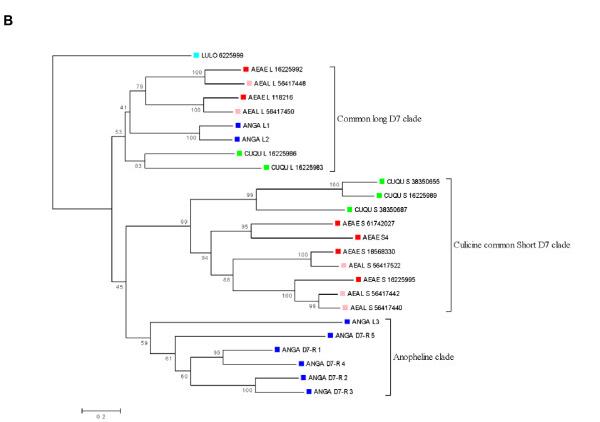 B
LULO 6225999
100 AEAE L 16225992
AEAL L 56417448
79
AEAE L 118216
100
AEAL L 56417450
41
ANGA L1
53
100 ANGA L2
CUQU L 16225986
83 CUQU L 16225983
Common long D7 clade
100 CUQU S 38350655
CUQU S 16225989
99
CUQU S 38350687
AEAE S 61742027
95
AEAE S4
69
94
AEAE S 18568330
100
AEAL S 56417522
88
AEAE S 16225995
100
AEAL S 56417442
98
AEAL S 56417440
Culicine common Short D7 clade
45
ANGA L3
59
ANGA D7-R 5
61
ANGA D7-R 1
ANGA D7-R 4
60
ANGA D7-R 2
100
ANGA D7-R 3
Anopheline clade
0.2